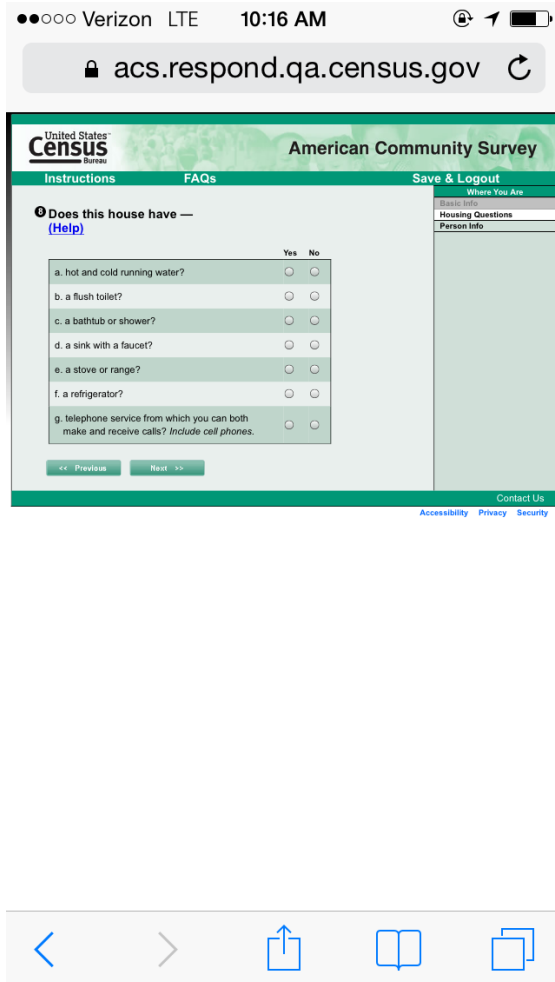 Verizon LTE 10:16 AM
acs.respond.qa.census.gov
United States™
Census
Bureau
American Community Survey
Instructions FAQs Save & Logout
Where You Are
Basic Info
Housing Questions
Person Info
8 Does this house have —
(Help)
Yes No
a. hot and cold running water?
b. a flush toilet?
c. a bathtub or shower?
d. a sink with a faucet?
e. a stove or range?
f. a refrigerator?
g. telephone service from which you can both
make and receive calls? Include cell phones.
<< Previous Next >>
Contact Us
Accessibility Privacy Security